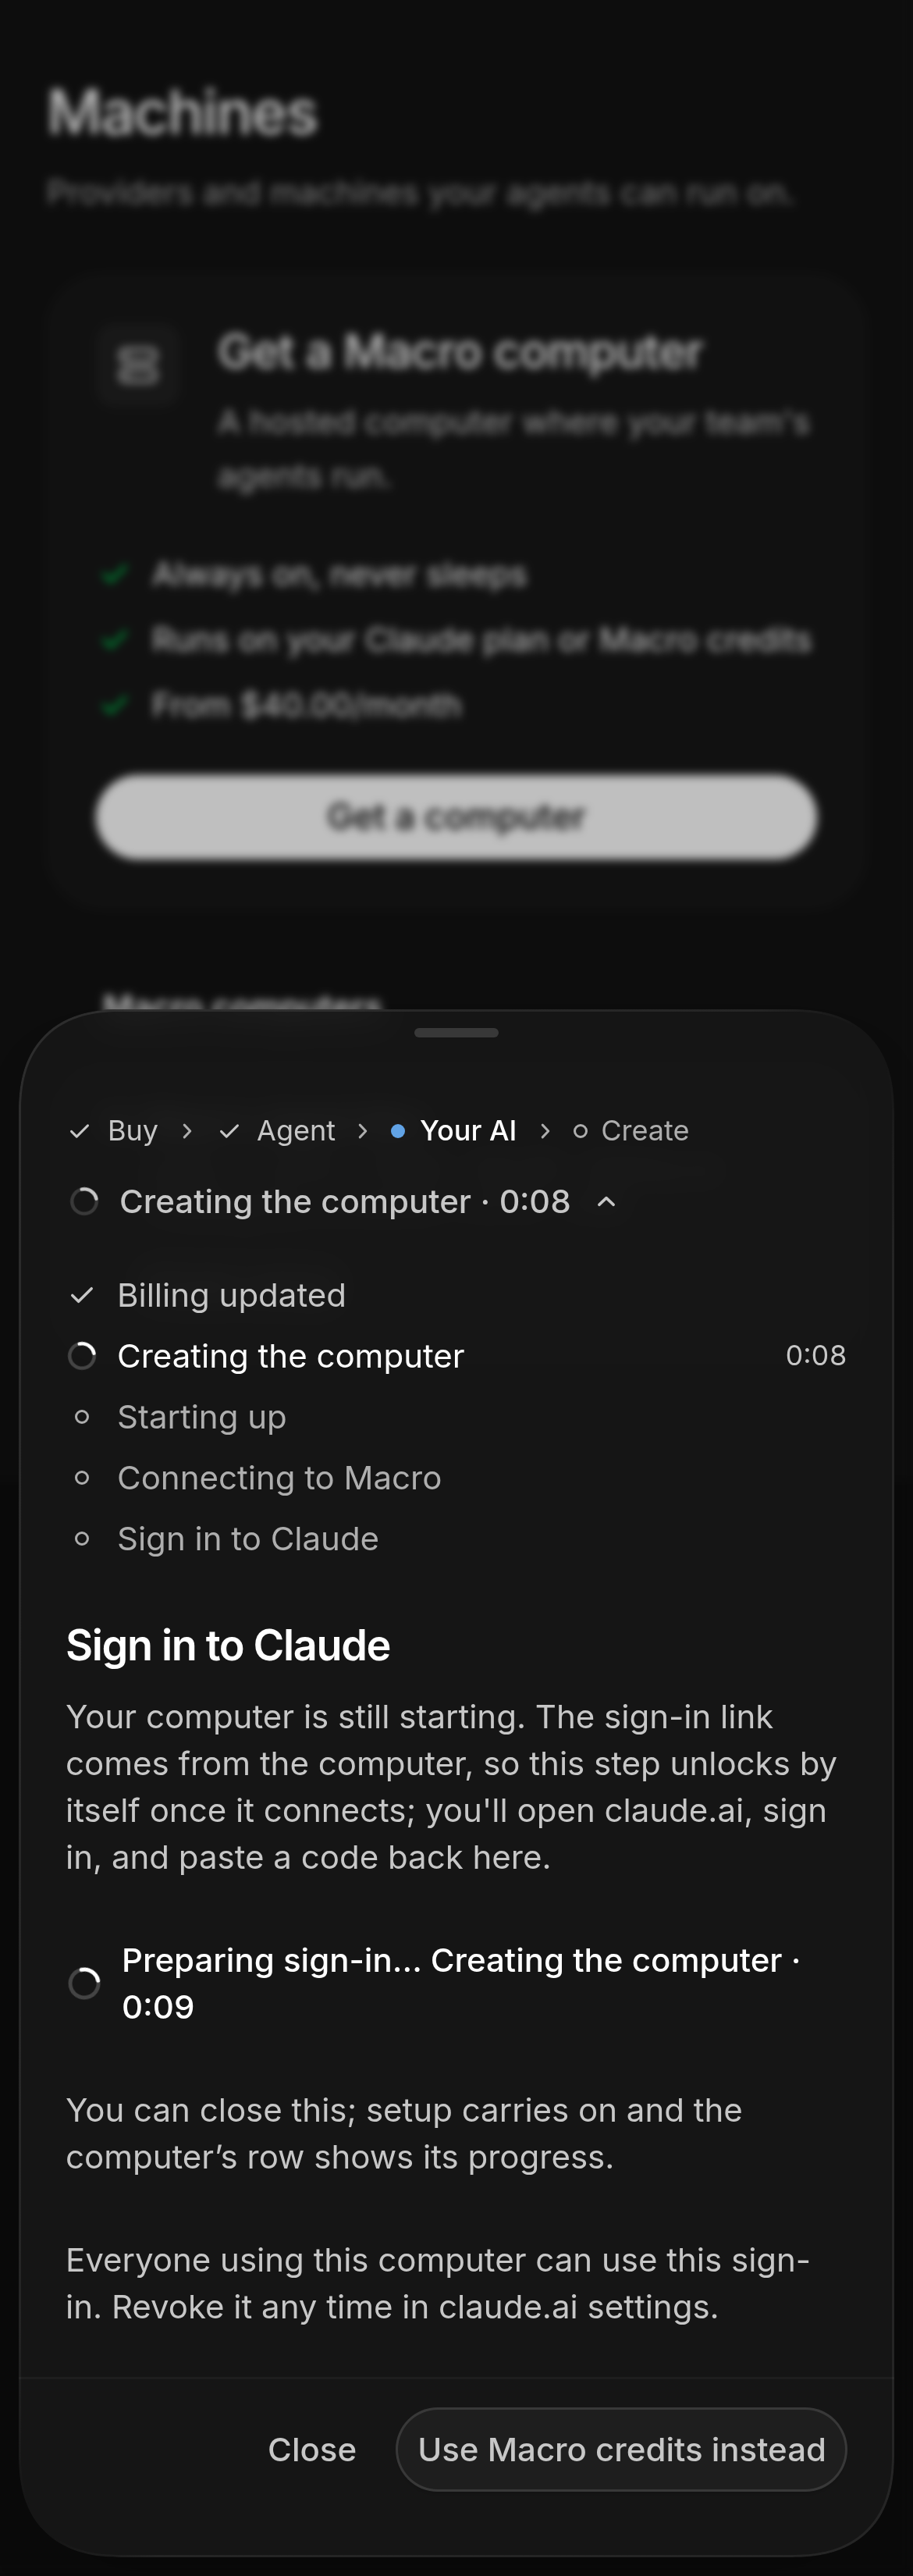 Machines
Providers and machines your agents can run on.
Get a Macro computer
A hosted computer where your team's
agents run.
Always on, never sleeps
Runs on your Claude plan or Macro credits
From $40.00/month
Get a computer
Macro computers
Buy Agent Your AI Create
Creating the computer · 0:08
Billing updated
Creating the computer 0:08
Starting up
Connecting to Macro
Sign in to Claude
Sign in to Claude
Your computer is still starting. The sign-in link
comes from the computer, so this step unlocks by
itself once it connects; you'll open claude.ai, sign
in, and paste a code back here.
Preparing sign-in... Creating the computer ·
0:09
You can close this; setup carries on and the
computer’s row shows its progress.
Everyone using this computer can use this sign-
in. Revoke it any time in claude.ai settings.
Close Use Macro credits instead